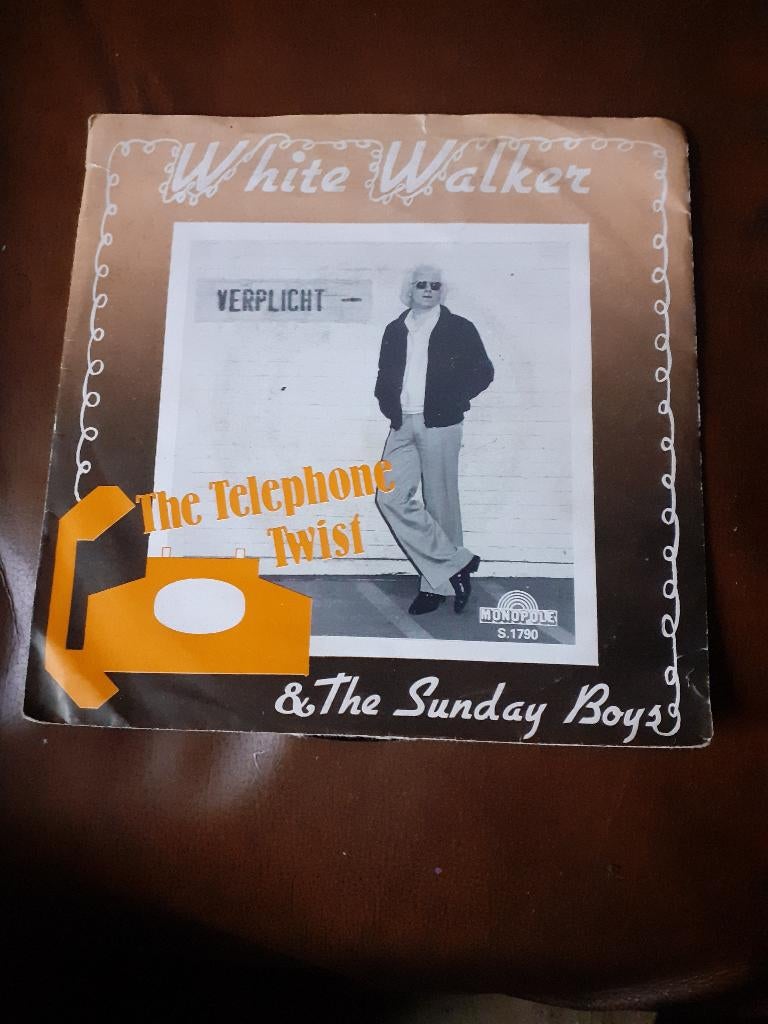 White Walker
VERPLICHT -
The Telephone
Twist
MONOPOLE
S.1790
& The Sunday Boys